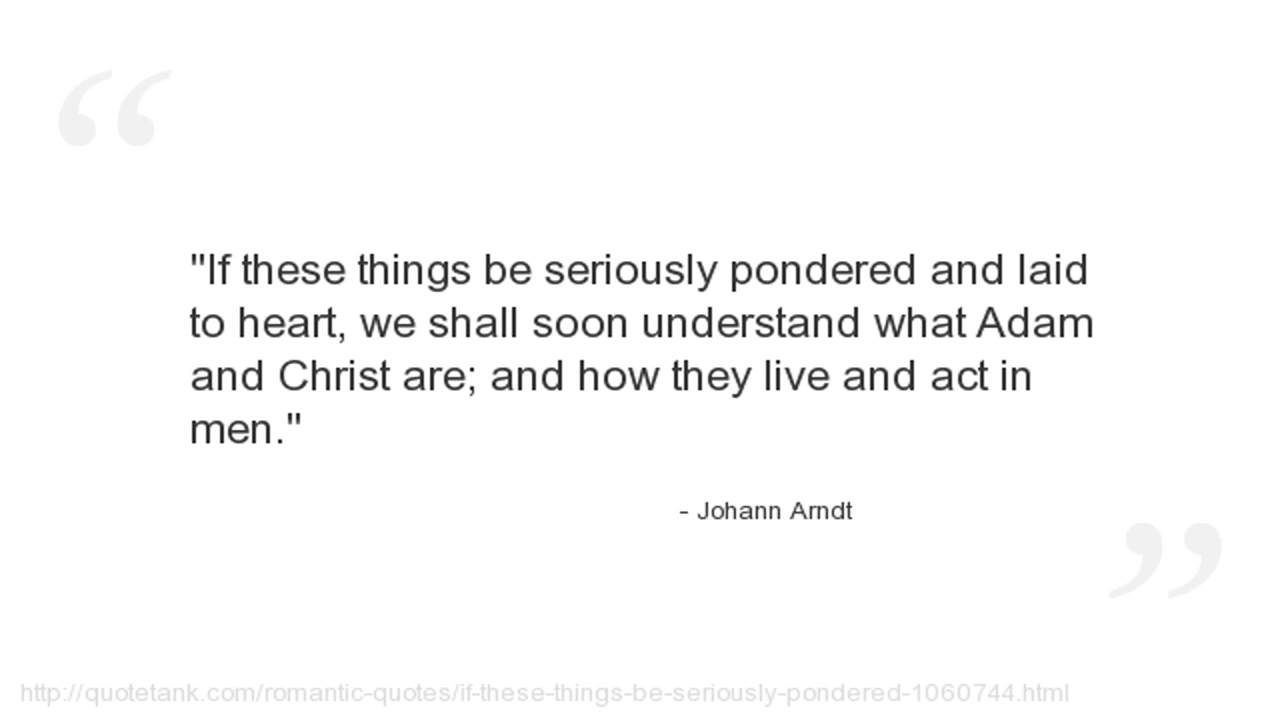 "If these things be seriously pondered and laid
to heart, we shall soon understand what Adam
and Christ are; and how they live and act in
men."
- Johann Arndt
http://quotetank.com/romantic-quotes/if-these-things-be-seriously-pondered-1060744.html